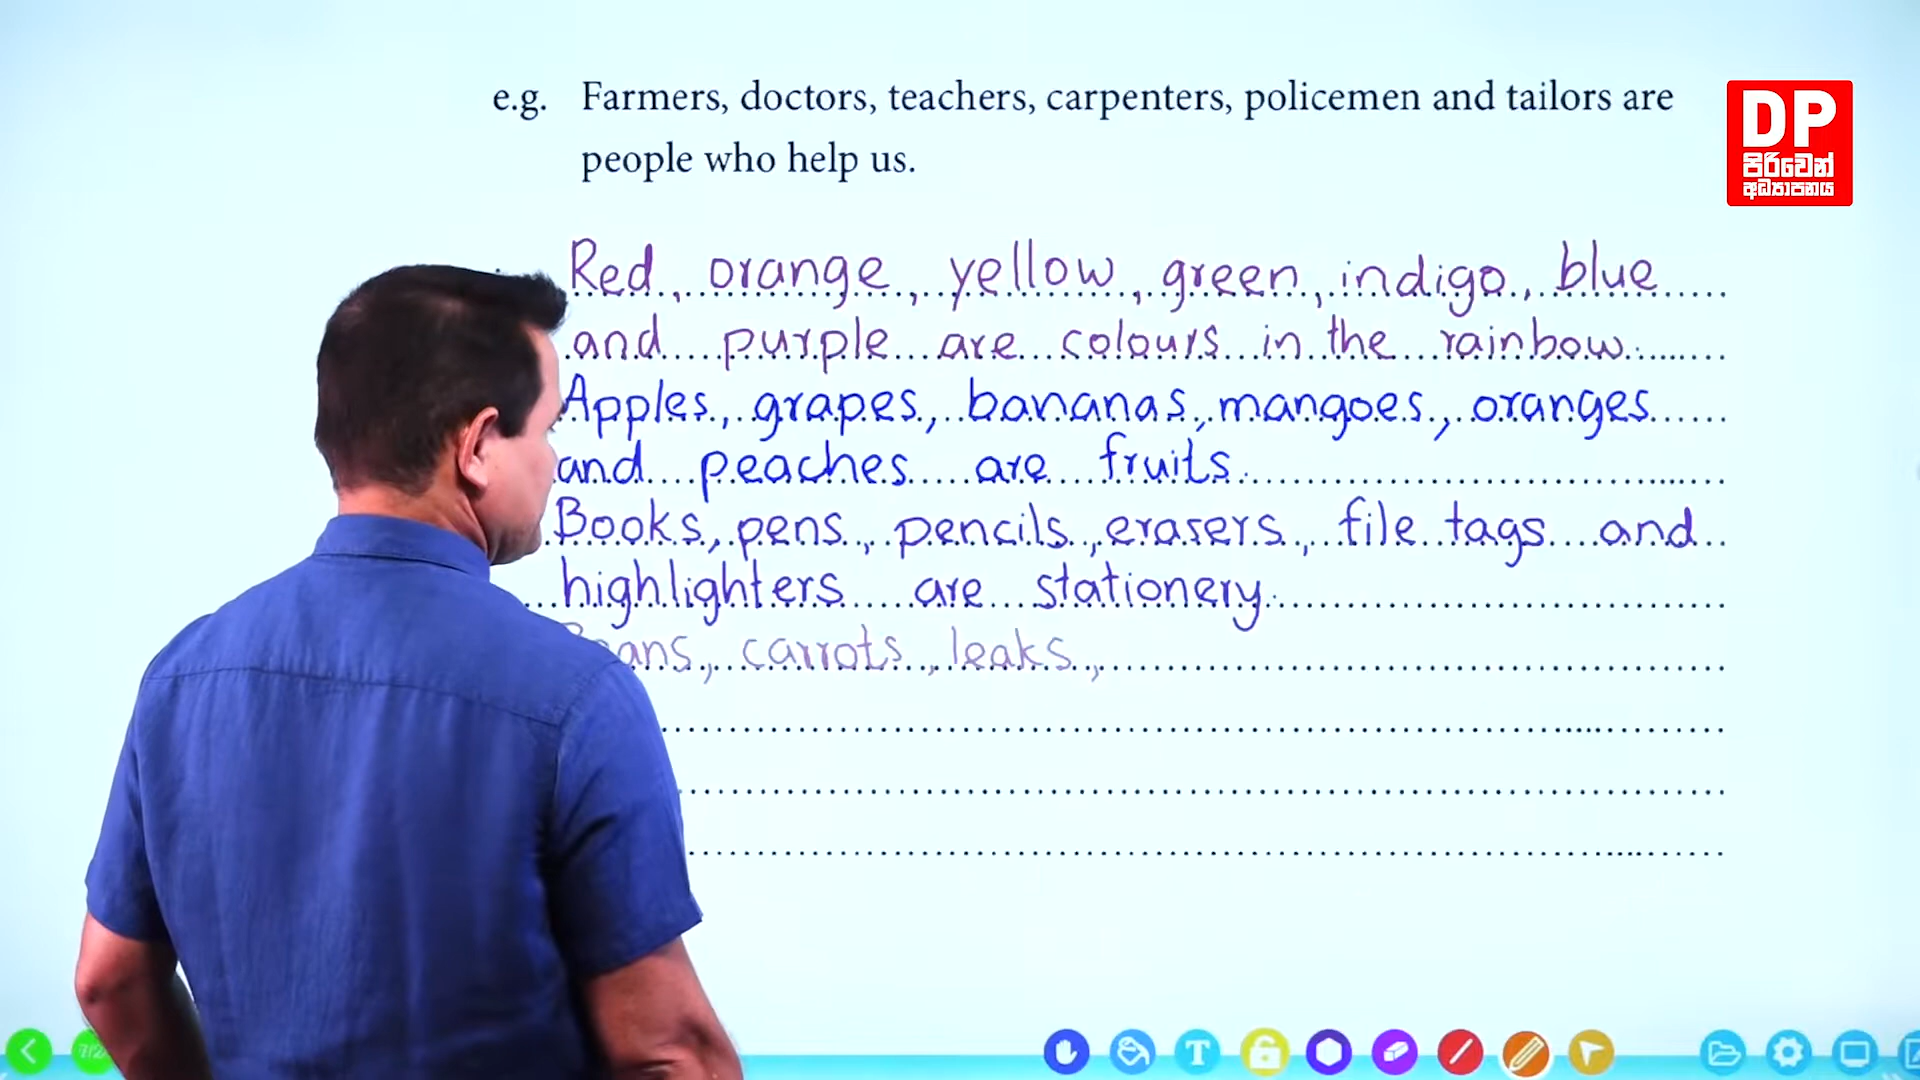 e.g. Farmers, doctors, teachers, carpenters, policemen and tailors are
people who help us.
DP
පිරිවෙන්
අධ්‍යාපනය
Red, orange, yellow, green, indigo, blue
and purple are colours in the rainbow.
Apples, grapes, bananas, mangoes, oranges
and peaches are fruits.
Books, pens, pencils, erasers, file tags and
highlighters are stationery.
carrots, leaks,
T